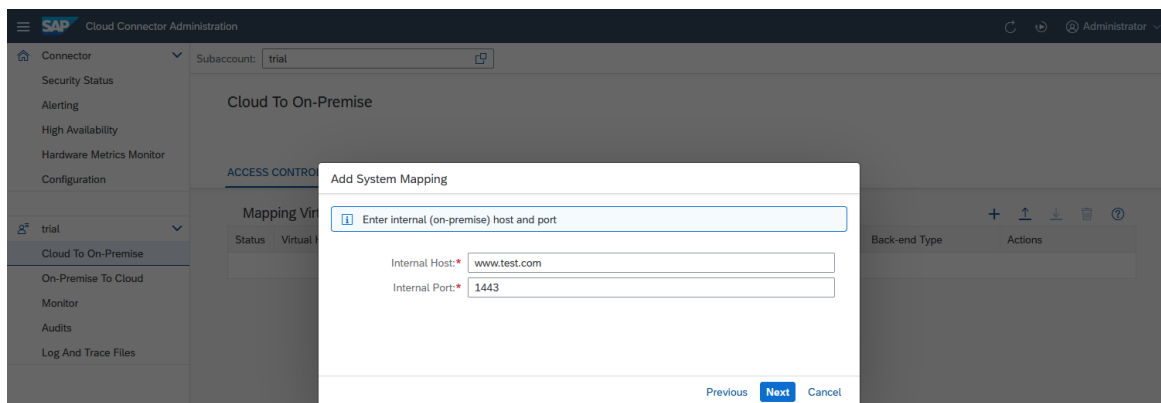 SAP Cloud Connector Administration Administrator
Connector
Security Status
Alerting
High Availability
Hardware Metrics Monitor
Configuration
trial
Cloud To On-Premise
On-Premise To Cloud
Monitor
Audits
Log And Trace Files
Subaccount: trial
Cloud To On-Premise
ACCESS CONTROL
Mapping Vir
Status Virtual H Back-end Type Actions
Add System Mapping
Enter internal (on-premise) host and port
Internal Host:* www.test.com
Internal Port:* 1443
Previous Next Cancel